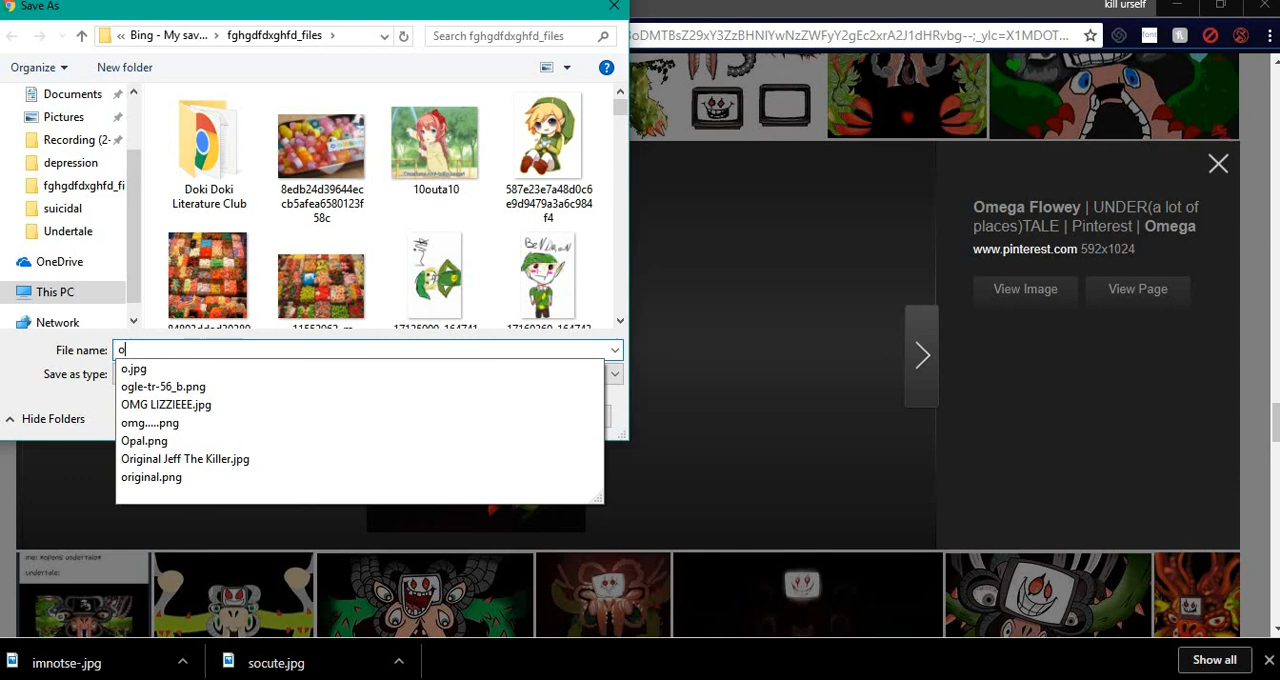 Save As
kill urself
Bing - My sav...
fghgdfdxghfd_files
Search fghgdfdxghfd_files
Organize
New folder
Documents
Pictures
Recording (2-
depression
fghgdfdxghfd_fi
suicidal
Undertale
OneDrive
This PC
Network
Doki Doki
Literature Club
8edb24d39644ec
cb5afea6580123f
58c
10outa10
587e23e7a48d0c6
e9d9479a3a6c984
f4
File name:
o
Save as type:
o.jpg
ogle-tr-56_b.png
OMG LIZZIEEE.jpg
omg.....png
Opal.png
Original Jeff The Killer.jpg
original.png
Hide Folders
Omega Flowey | UNDER(a lot of
places)TALE | Pinterest | Omega
www.pinterest.com 592x1024
View Image
View Page
undertale:
imnotse-.jpg
socute.jpg
Show all